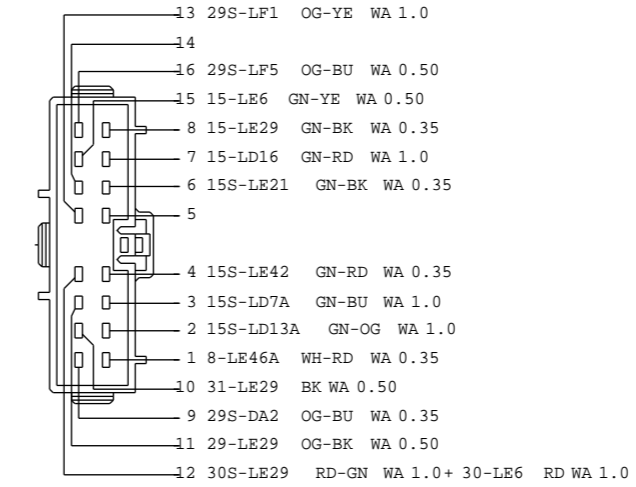 13 29S-LF1 OG-YE WA 1.0
14
16 29S-LF5 OG-BU WA 0.50
15 15-LE6 GN-YE WA 0.50
8 15-LE29 GN-BK WA 0.35
7 15-LD16 GN-RD WA 1.0
6 15S-LE21 GN-BK WA 0.35
5
4 15S-LE42 GN-RD WA 0.35
3 15S-LD7A GN-BU WA 1.0
2 15S-LD13A GN-OG WA 1.0
1 8-LE46A WH-RD WA 0.35
10 31-LE29 BK WA 0.50
9 29S-DA2 OG-BU WA 0.35
11 29-LE29 OG-BK WA 0.50
12 30S-LE29 RD-GN WA 1.0+ 30-LE6 RD WA 1.0